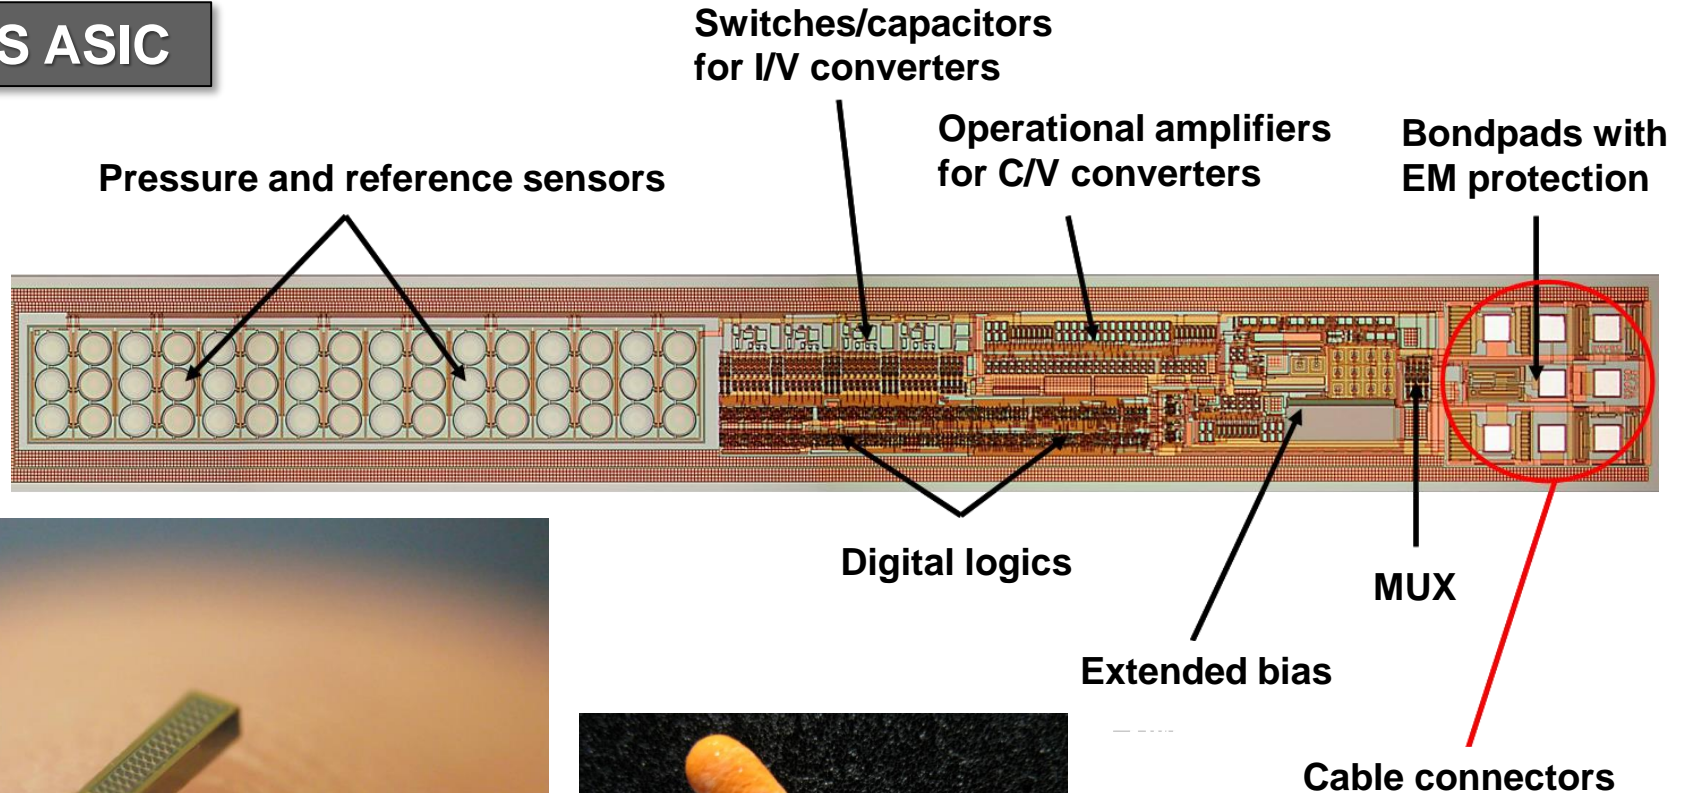 S ASIC
Switches/capacitors
for I/V converters
Operational amplifiers
for C/V converters
Bondpads with
EM protection
Pressure and reference sensors
Digital logics
MUX
Extended bias
Cable connectors